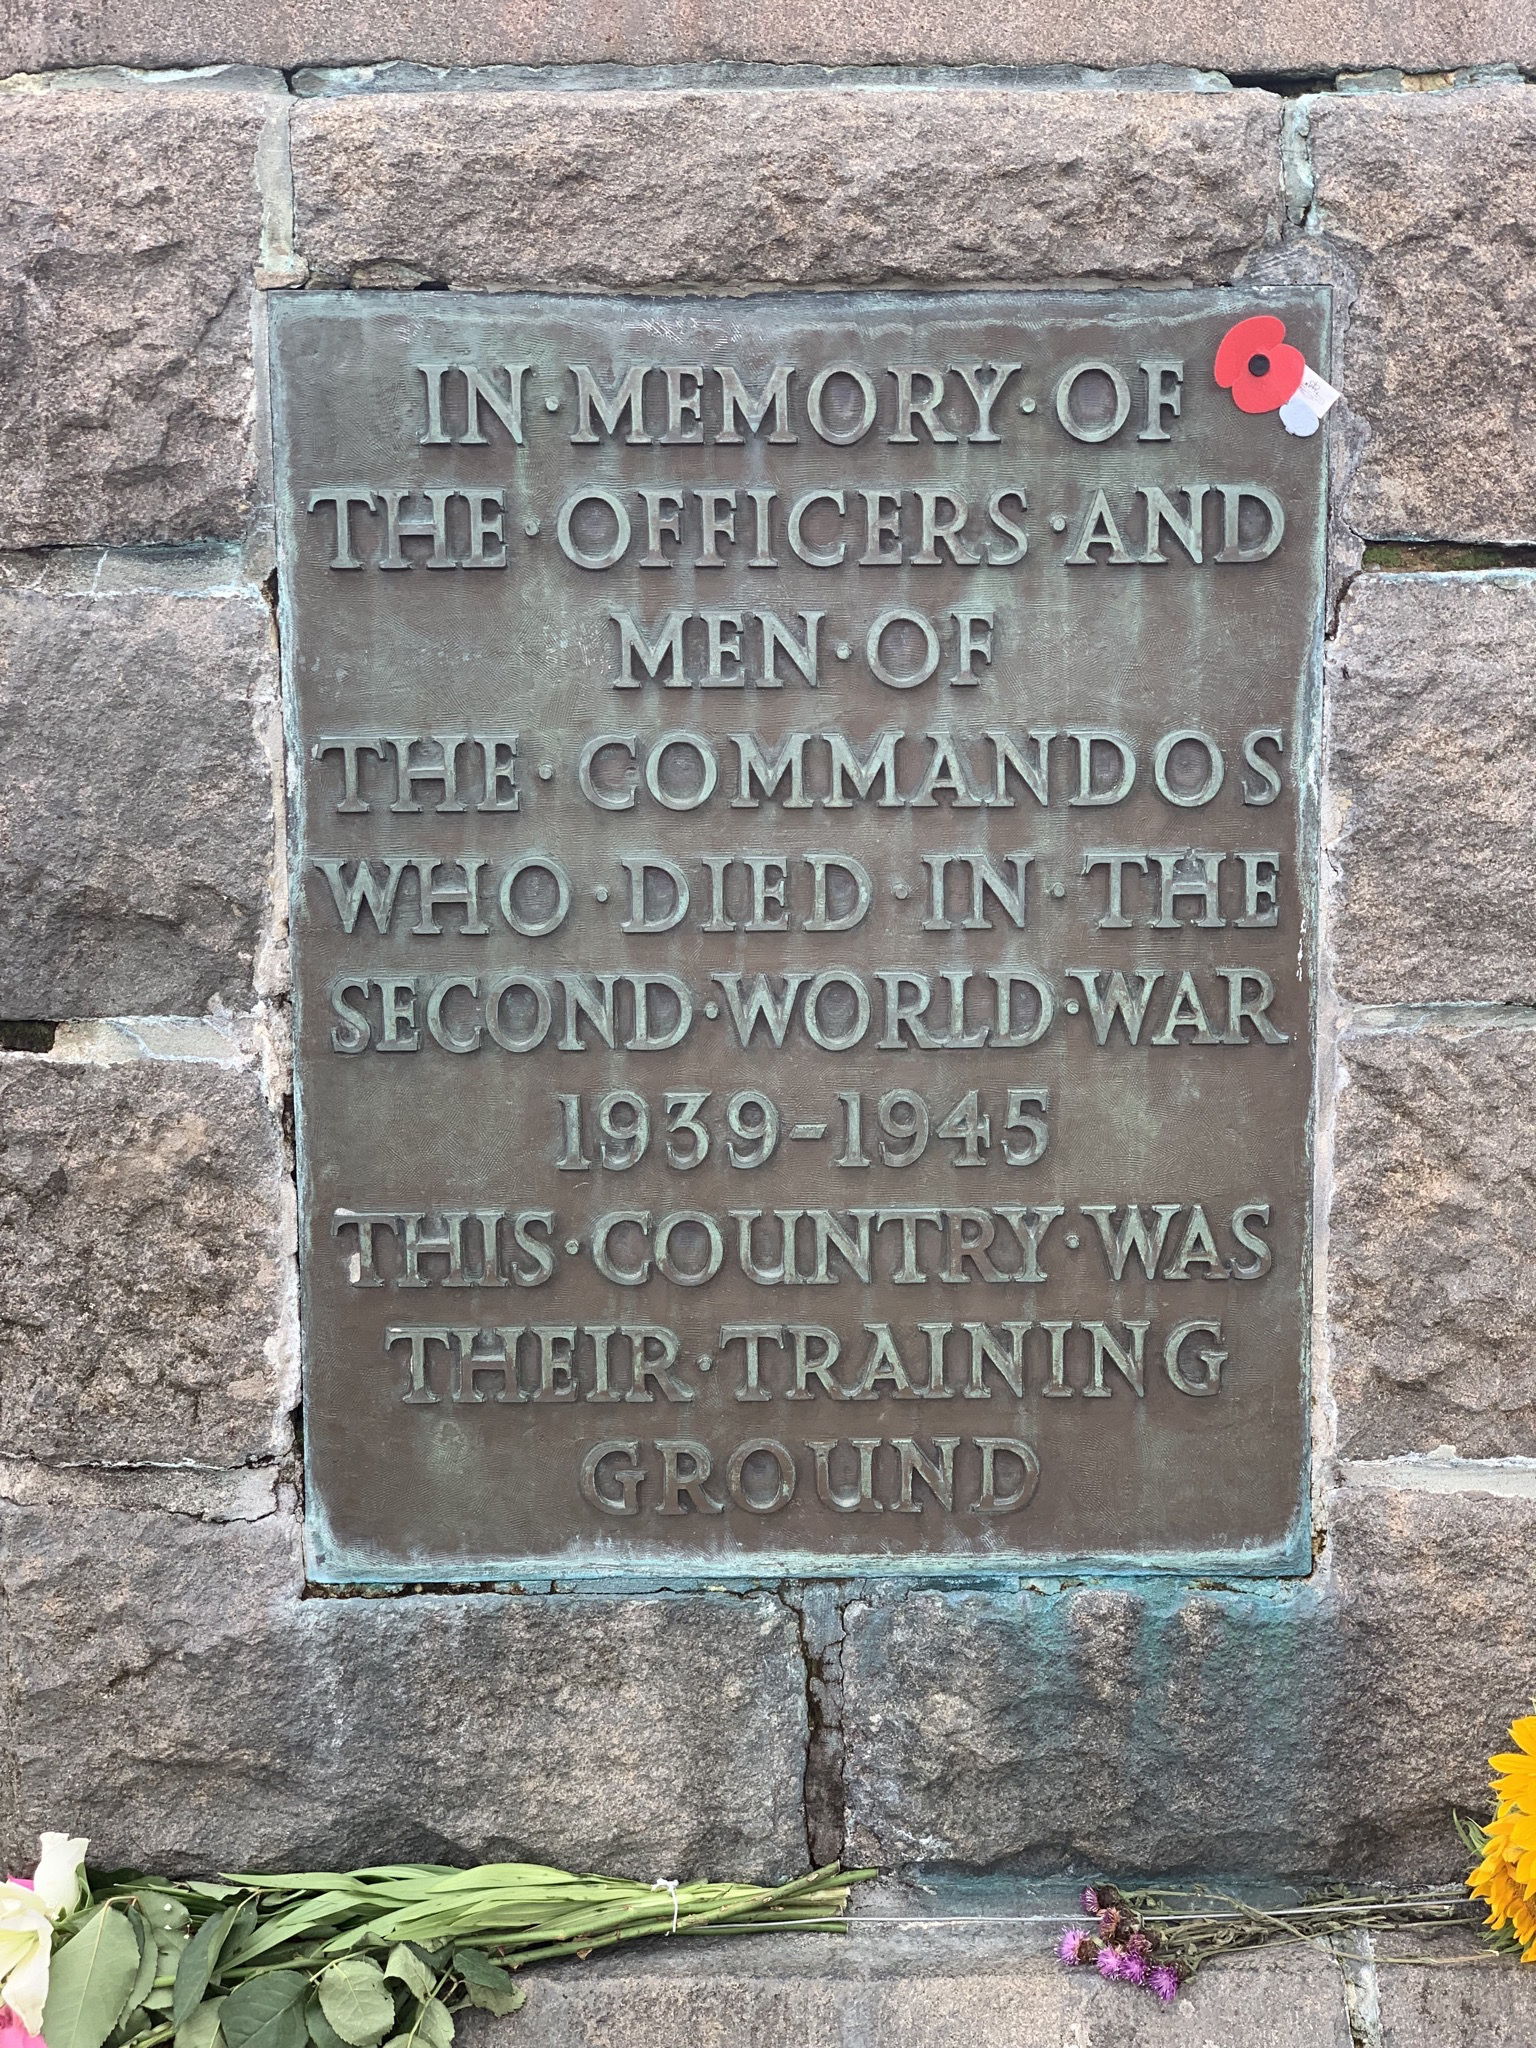 IN·MEMORY·OF
THE·OFFICERS·AND
MEN·OF
THE·COMMANDOS
WHO·DIED·IN·THE
SECOND·WORLD·WAR
1939-1945
THIS·COUNTRY·WAS
THEIR·TRAINING
GROUND